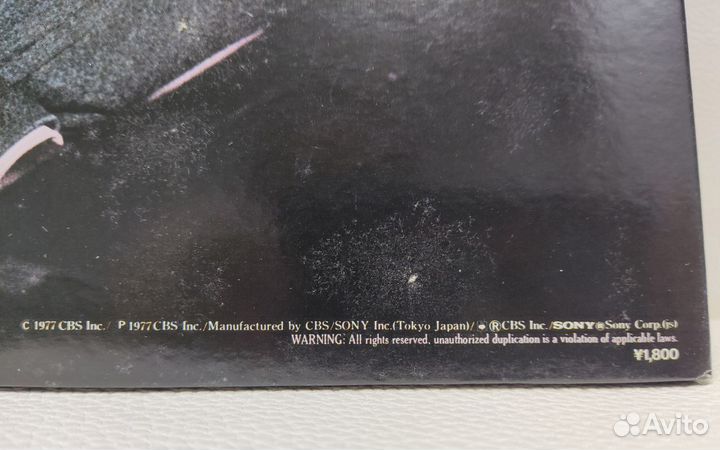 © 1977 CBS Inc./ ℗ 1977 CBS Inc./Manufactured by CBS/SONY Inc.(Tokyo Japan)/ ®CBS Inc./SONY®Sony Corp.(js)
WARNING: All rights reserved, unauthorized duplication is a violation of applicable laws.
¥1,800
Avito